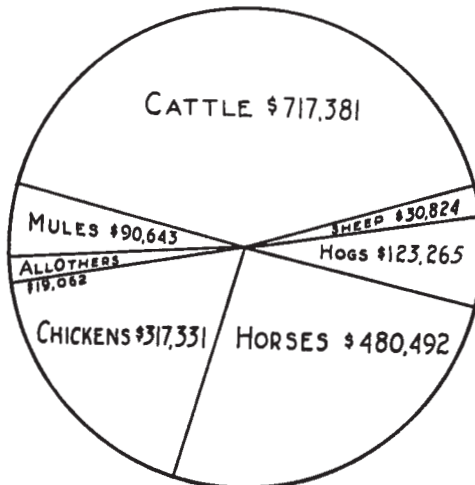 CATTLE $717,381
SHEEP $30,824
MULES $90,643
HOGS $123,265
ALL OTHERS
$19,062
CHICKENS $317,331
HORSES $480,492